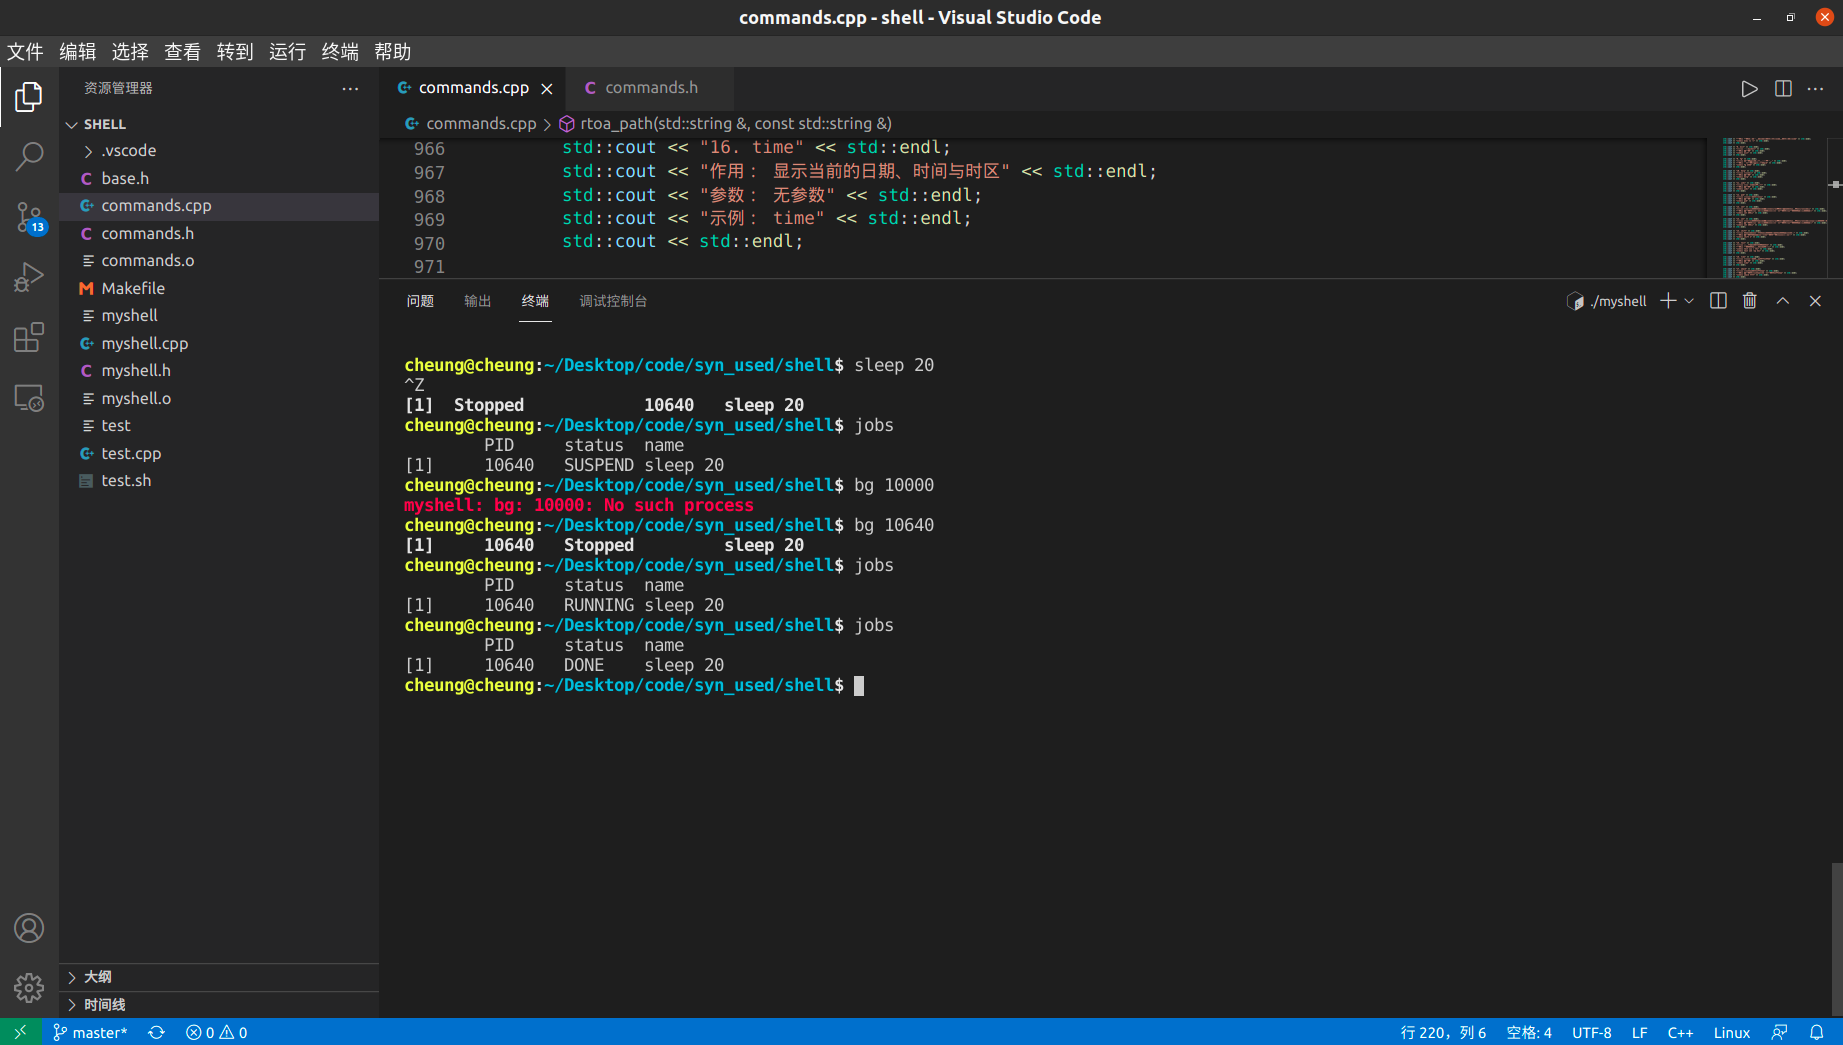 commands.cpp - shell - Visual Studio Code
文件 编辑 选择 查看 转到 运行 终端 帮助
资源管理器
SHELL
.vscode
base.h
commands.cpp
commands.h
commands.o
Makefile
myshell
myshell.cpp
myshell.h
myshell.o
test
test.cpp
test.sh
13
大纲
时间线
commands.cpp
commands.h
commands.cpp > rtoa_path(std::string &, const std::string &)
966 std::cout << "16. time" << std::endl;
967 std::cout << "作用： 显示当前的日期、时间与时区" << std::endl;
968 std::cout << "参数： 无参数" << std::endl;
969 std::cout << "示例： time" << std::endl;
970 std::cout << std::endl;
971
问题 输出 终端 调试控制台
./myshell
cheung@cheung:~/Desktop/code/syn_used/shell$ sleep 20
^Z
[1]  Stopped            10640   sleep 20
cheung@cheung:~/Desktop/code/syn_used/shell$ jobs
        PID     status  name
[1]     10640   SUSPEND sleep 20
cheung@cheung:~/Desktop/code/syn_used/shell$ bg 10000
myshell: bg: 10000: No such process
cheung@cheung:~/Desktop/code/syn_used/shell$ bg 10640
[1]     10640   Stopped         sleep 20
cheung@cheung:~/Desktop/code/syn_used/shell$ jobs
        PID     status  name
[1]     10640   RUNNING sleep 20
cheung@cheung:~/Desktop/code/syn_used/shell$ jobs
        PID     status  name
[1]     10640   DONE    sleep 20
cheung@cheung:~/Desktop/code/syn_used/shell$
master* 0 0 行 220，列 6 空格: 4 UTF-8 LF C++ Linux